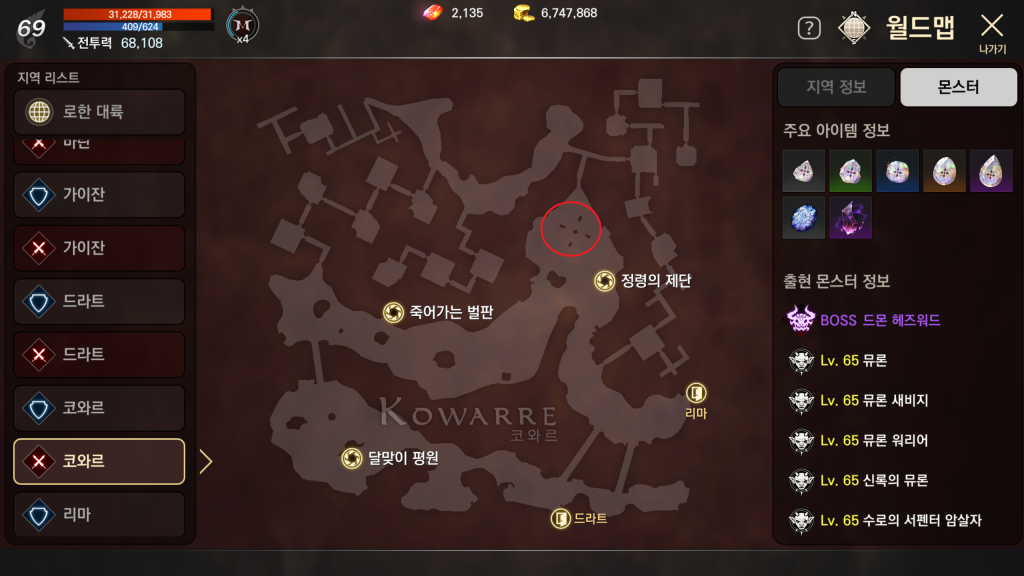 69
31,228/31,983
409/624
전투력 68,108
M
x4
2,135
6,747,868
?
월드맵
나가기
지역 리스트
로한 대륙
가이잔
가이잔
드라트
드라트
코와르
코와르
리마
정령의 제단
죽어가는 벌판
KOWARRE
코와르
리마
달맞이 평원
드라트
지역 정보
몬스터
주요 아이템 정보
출현 몬스터 정보
BOSS 드몬 헤즈워드
Lv. 65 뮤론
Lv. 65 뮤론 새비지
Lv. 65 뮤론 워리어
Lv. 65 신록의 뮤론
Lv. 65 수로의 서펜터 암살자